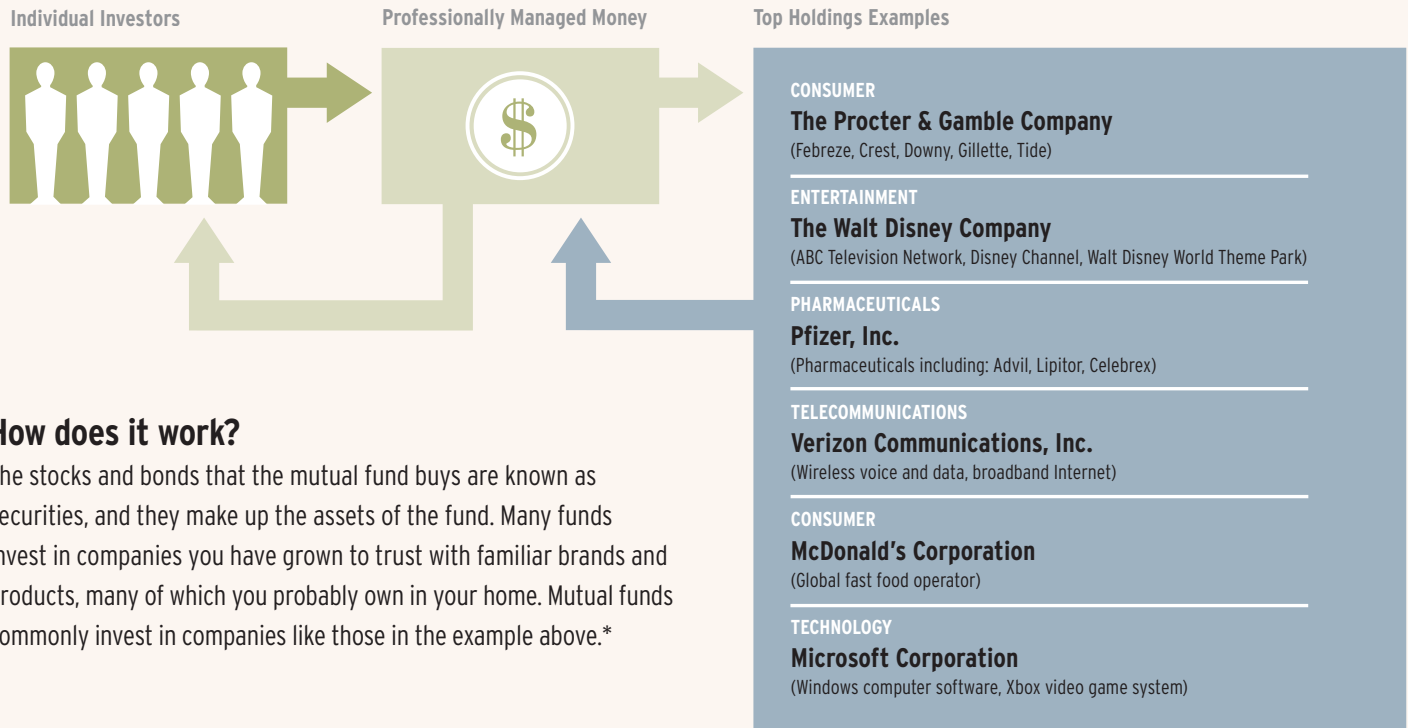 Individual Investors
Professionally Managed Money
Top Holdings Examples
$
CONSUMER
The Procter & Gamble Company
(Febreze, Crest, Downy, Gillette, Tide)
ENTERTAINMENT
The Walt Disney Company
(ABC Television Network, Disney Channel, Walt Disney World Theme Park)
PHARMACEUTICALS
Pfizer, Inc.
(Pharmaceuticals including: Advil, Lipitor, Celebrex)
TELECOMMUNICATIONS
Verizon Communications, Inc.
(Wireless voice and data, broadband Internet)
CONSUMER
McDonald's Corporation
(Global fast food operator)
TECHNOLOGY
Microsoft Corporation
(Windows computer software, Xbox video game system)
How does it work?
he stocks and bonds that the mutual fund buys are known as
ecurities, and they make up the assets of the fund. Many funds
nvest in companies you have grown to trust with familiar brands and
roducts, many of which you probably own in your home. Mutual funds
ommonly invest in companies like those in the example above.*